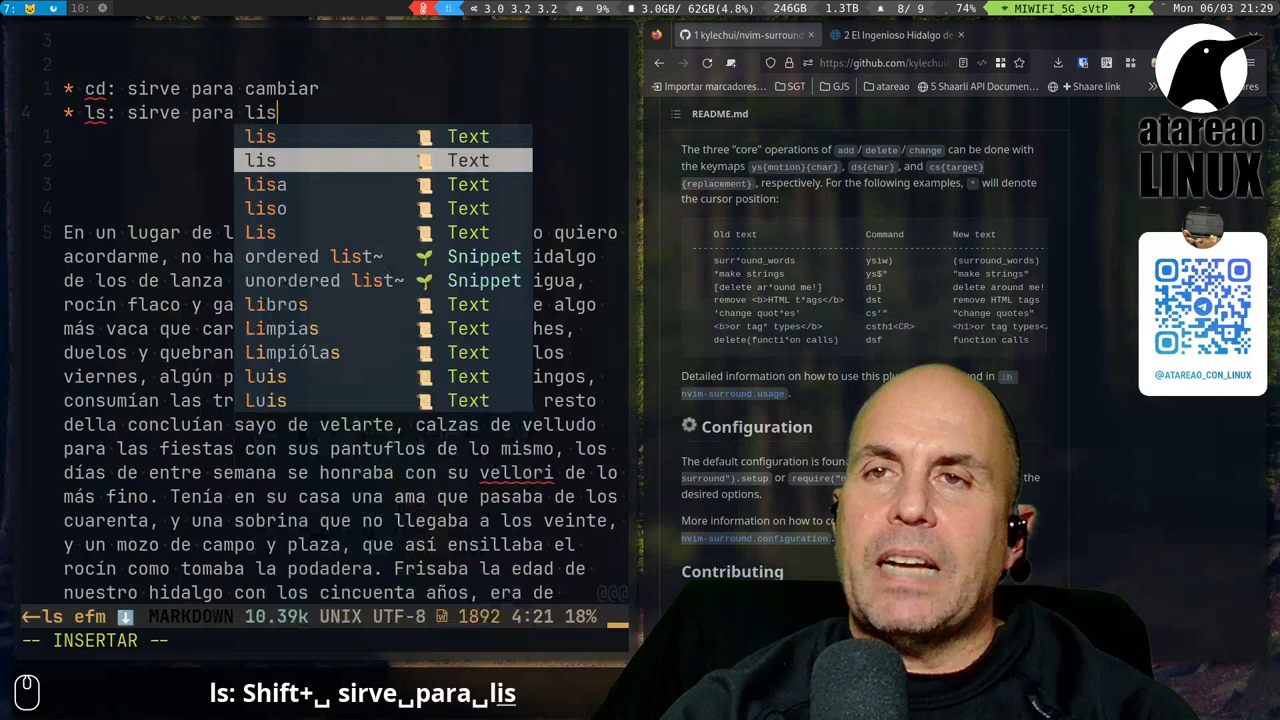 7:
10:
3.0 3.2 3.2
9%
3.0GB/ 62GB(4.8%)
246GB
1.3TB
8/ 9
74%
MIWIFI_5G_sVtP
?
Mon 06/03 21:29
3
2
1 * cd: sirve para cambiar
4 * ls: sirve para lis
1 lis Text
2 lis Text
3 lisa Text
4 liso Text
5 En un lugar de l Lis Text o quiero
acordarme, no ha ordered list~ Snippet idalgo
de los de lanza unordered list~ Snippet igua,
rocín flaco y ga libros Text e algo
más vaca que car Limpias Text hes,
duelos y quebran Limpiólas Text los
viernes, algún p luis Text ingos,
consumían las tr Luis Text resto
della concluían sayo de velarte, calzas de velludo
para las fiestas con sus pantuflos de lo mismo, los
días de entre semana se honraba con su vellori de lo
más fino. Tenía en su casa una ama que pasaba de los
cuarenta, y una sobrina que no llegaba a los veinte,
y un mozo de campo y plaza, que así ensillaba el
rocín como tomaba la podadera. Frisaba la edad de
nuestro hidalgo con los cincuenta años, era de @@@
ls efm MARKDOWN 10.39k UNIX UTF-8 1892 4:21 18%
-- INSERTAR --
ls: Shift+␣ sirve␣para␣lis
1 kylechui/nvim-surround ×
2 El Ingenioso Hidalgo de ×
https://github.com/kylechui/
Importar marcadores...
SGT
GJS
atareao
5 Shaarli API Documen...
Shaare link
README.md
The three "core" operations of add / delete / change can be done
with the keymaps ys{motion}{char}, ds{char}, and cs{target}
{replacement}, respectively. For the following examples, * will denote
the cursor position:
Old text Command New text
surr*ound_words ysiw) (surround_words)
*make strings ys$" "make strings"
[delete ar*ound me!] ds] delete around me!
remove <b>HTML t*ags</b> dst remove HTML tags
'change quot*es' cs'" "change quotes"
<b>or tag* types</b> csth1<CR> <h1>or tag types</
delete(functi*on calls) dsf function calls
Detailed information on how to use this plu nd in :h
nvim-surround.usage.
Configuration
The default configuration is foun
surround").setup or require("n the
desired options.
More information on how to co
nvim-surround.configuration.
Contributing
atareao
LINUX
@ATAREAO_CON_LINUX